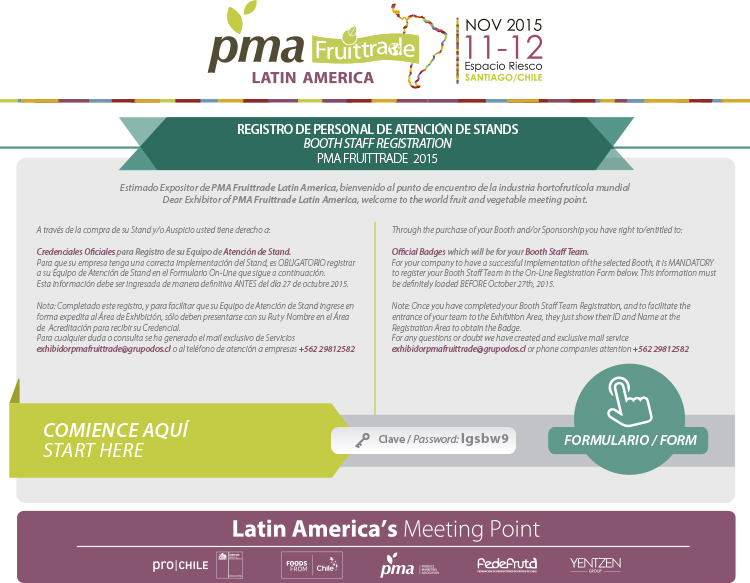 pma Fruittrade
LATIN AMERICA
NOV 2015
11-12
Espacio Riesco
SANTIAGO/CHILE
REGISTRO DE PERSONAL DE ATENCIÓN DE STANDS
BOOTH STAFF REGISTRATION
PMA FRUITTRADE 2015
Estimado Expositor de PMA Fruittrade Latin America, bienvenido al punto de encuentro de la industria hortofrutícola mundial
Dear Exhibitor of PMA Fruittrade Latin America, welcome to the world fruit and vegetable meeting point.
A través de la compra de su Stand y/o Auspicio usted tiene derecho a:
Credenciales Oficiales para Registro de su Equipo de Atención de Stand.
Para que su empresa tenga una correcta implementación del Stand, es OBLIGATORIO registrar
a su Equipo de Atención de Stand en el Formulario On-Line que sigue a continuación.
Esta información debe ser ingresada de manera definitiva ANTES del día 27 de octubre 2015.
Nota: Completado este registro, y para facilitar que su Equipo de Atención de Stand ingrese en
forma expedita al Área de Exhibición, sólo deben presentarse con su Rut y Nombre en el Área
de Acreditación para recibir su Credencial.
Para cualquier duda o consulta se ha generado el mail exclusivo de Servicios
exhibidorpmafruittrade@grupodos.cl o al teléfono de atención a empresas +562 29812582
Through the purchase of your Booth and/or Sponsorship you have right to/entitled to:
Official Badges which will be for your Booth Staff Team.
For your company to have a successful Implementation of the selected Booth, it is MANDATORY
to register your Booth Staff Team in the On-Line Registration Form below. This information must
be definitely loaded BEFORE October 27th, 2015.
Note: Once you have completed your Booth Staff Team Registration, and to facilitate the
entrance of your team to the Exhibition Area, they just show their ID and Name at the
Registration Area to obtain the Badge.
For any questions or doubt we have created and exclusive mail service
exhibidorpmafruittrade@grupodos.cl or phone companies attention +562 29812582
COMIENCE AQUÍ
START HERE
Clave / Password: lgsbw9
FORMULARIO / FORM
Latin America's Meeting Point
pro|CHILE
FOODS FROM Chile
pma
Fedefruta
YENTZEN
GROUP